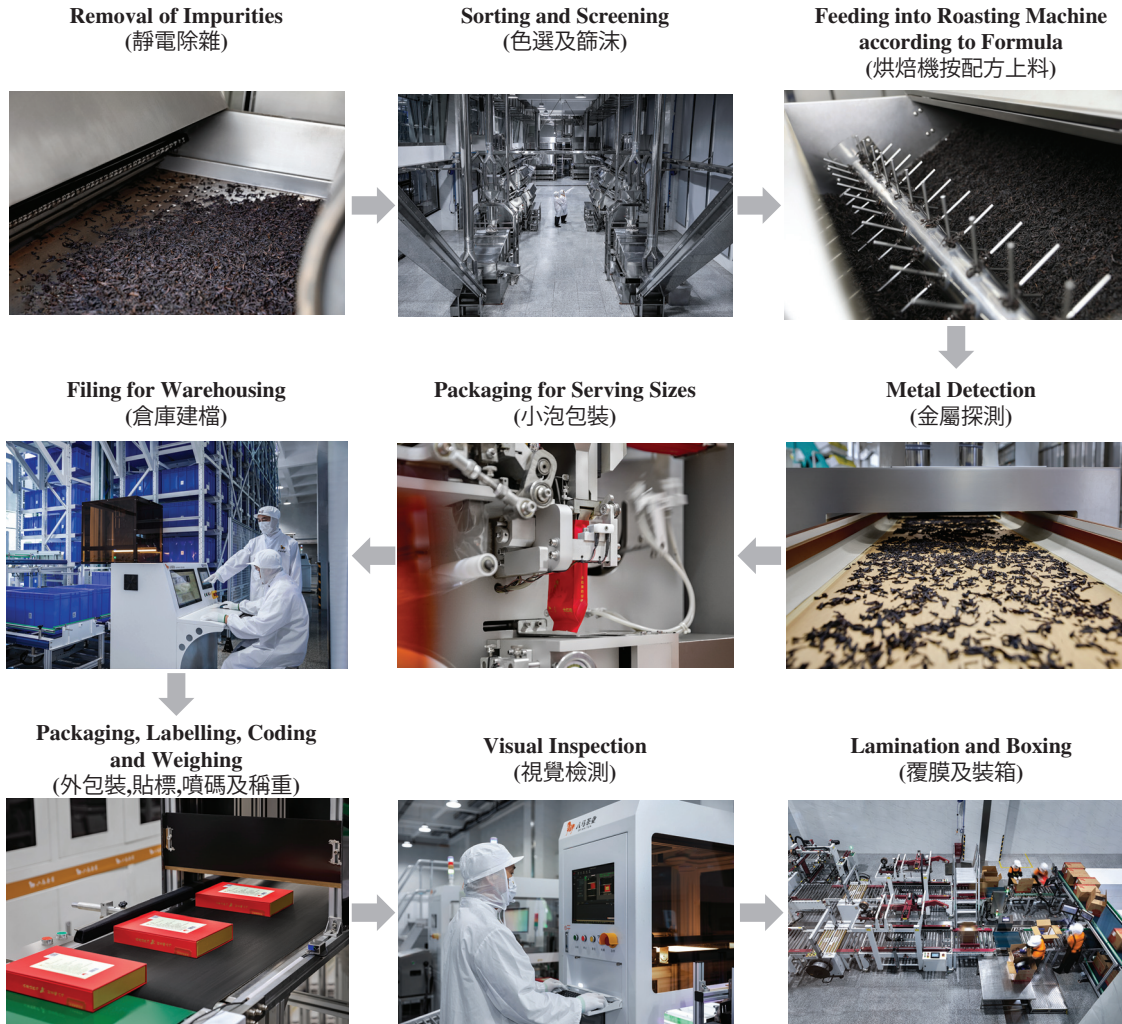 Removal of Impurities
(靜電除雜)
Sorting and Screening
(色選及篩沫)
Feeding into Roasting Machine
according to Formula
(烘焙機按配方上料)
Filing for Warehousing
(倉庫建檔)
Packaging for Serving Sizes
(小泡包裝)
Metal Detection
(金屬探測)
Packaging, Labelling, Coding
and Weighing
(外包裝,貼標,噴碼及稱重)
Visual Inspection
(視覺檢測)
Lamination and Boxing
(覆膜及裝箱)
八马茶业